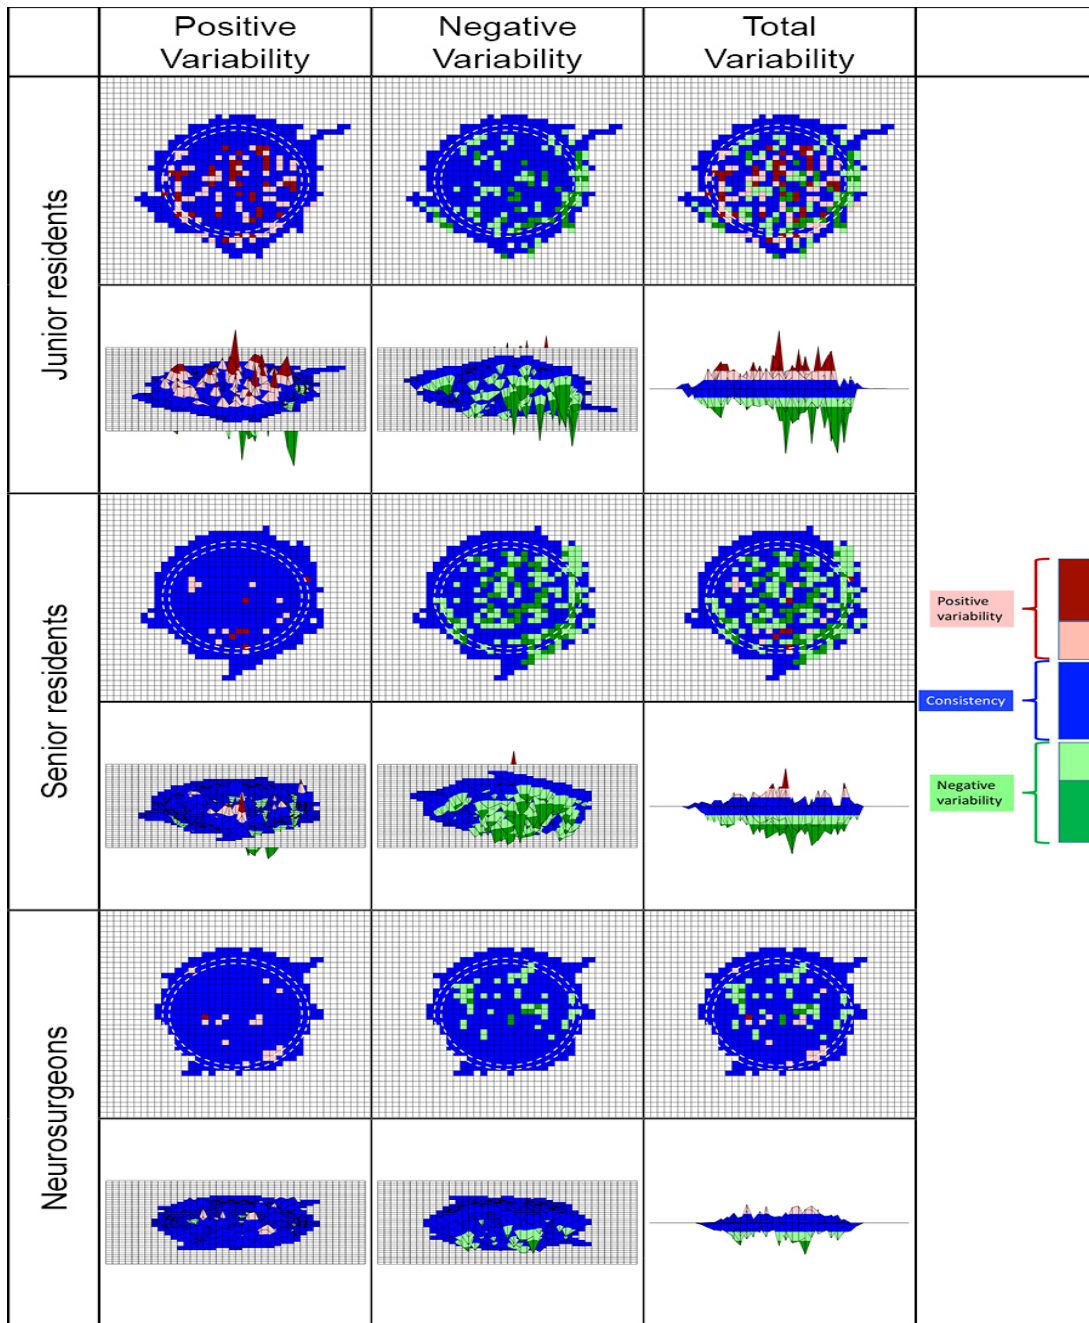 Positive
Variability
Negative
Variability
Total
Variability
Junior residents
Senior residents
Neurosurgeons
Positive
variability
Consistency
Negative
variability